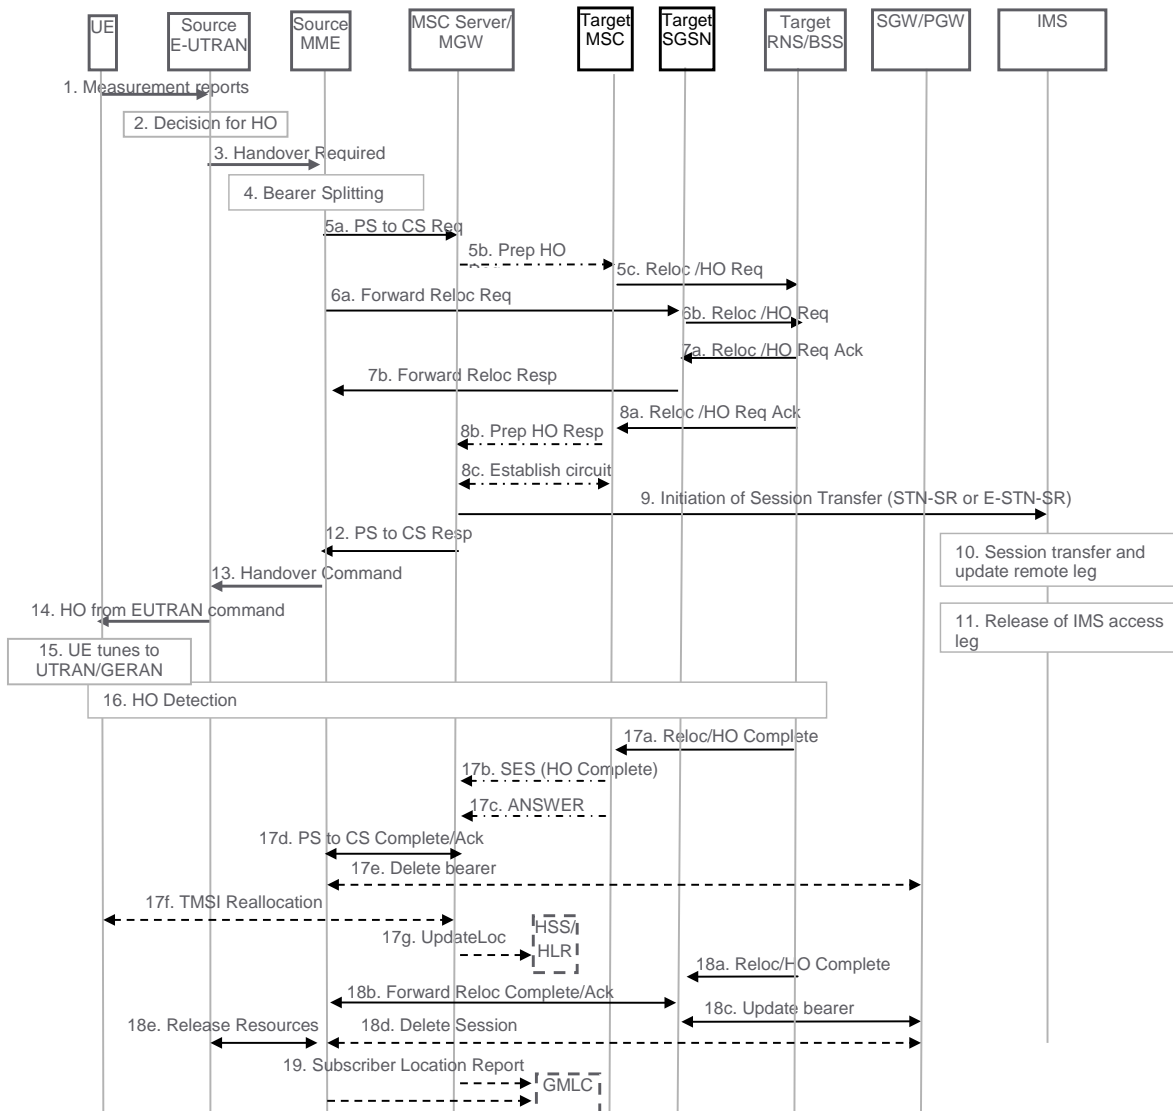 UE
Source
E-UTRAN
Source
MME
MSC Server/
MGW
Target
MSC
Target
SGSN
Target
RNS/BSS
SGW/PGW
IMS
1. Measurement reports
2. Decision for HO
3. Handover Required
4. Bearer Splitting
5a. PS to CS Req
5b. Prep HO
5c. Reloc /HO Req
6a. Forward Reloc Req
6b. Reloc /HO Req
7a. Reloc /HO Req Ack
7b. Forward Reloc Resp
8a. Reloc /HO Req Ack
8b. Prep HO Resp
8c. Establish circuit
9. Initiation of Session Transfer (STN-SR or E-STN-SR)
12. PS to CS Resp
10. Session transfer and
update remote leg
13. Handover Command
14. HO from EUTRAN command
11. Release of IMS access
leg
15. UE tunes to
UTRAN/GERAN
16. HO Detection
17a. Reloc/HO Complete
17b. SES (HO Complete)
17c. ANSWER
17d. PS to CS Complete/Ack
17e. Delete bearer
17f. TMSI Reallocation
HSS/
HLR
17g. UpdateLoc
18a. Reloc/HO Complete
18b. Forward Reloc Complete/Ack
18c. Update bearer
18e. Release Resources
18d. Delete Session
19. Subscriber Location Report
GMLC